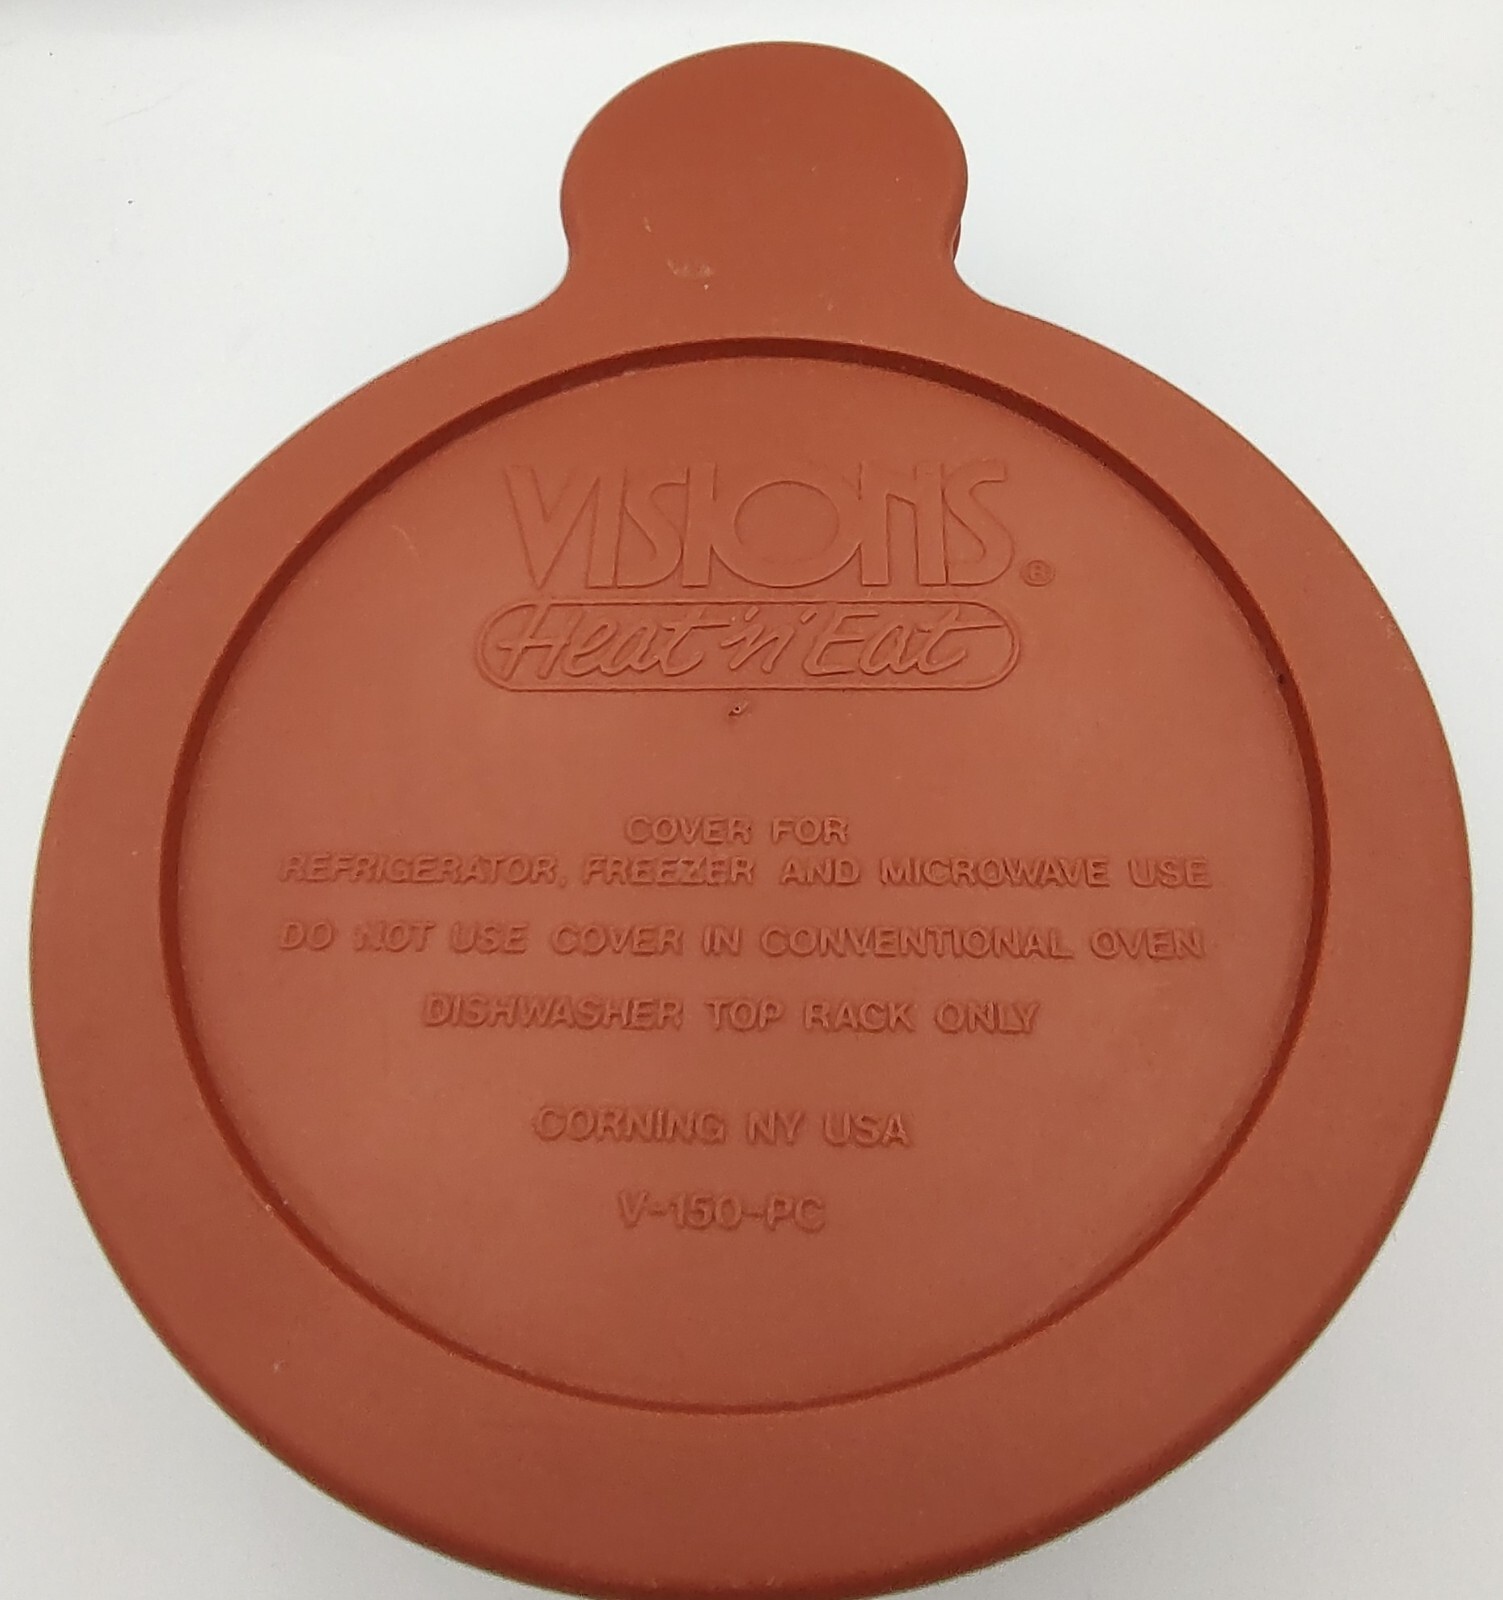 VISIONS®
Heat 'n' Eat
COVER FOR
REFRIGERATOR, FREEZER AND MICROWAVE USE
DO NOT USE COVER IN CONVENTIONAL OVEN
DISHWASHER TOP RACK ONLY
CORNING NY USA
V-150-PC